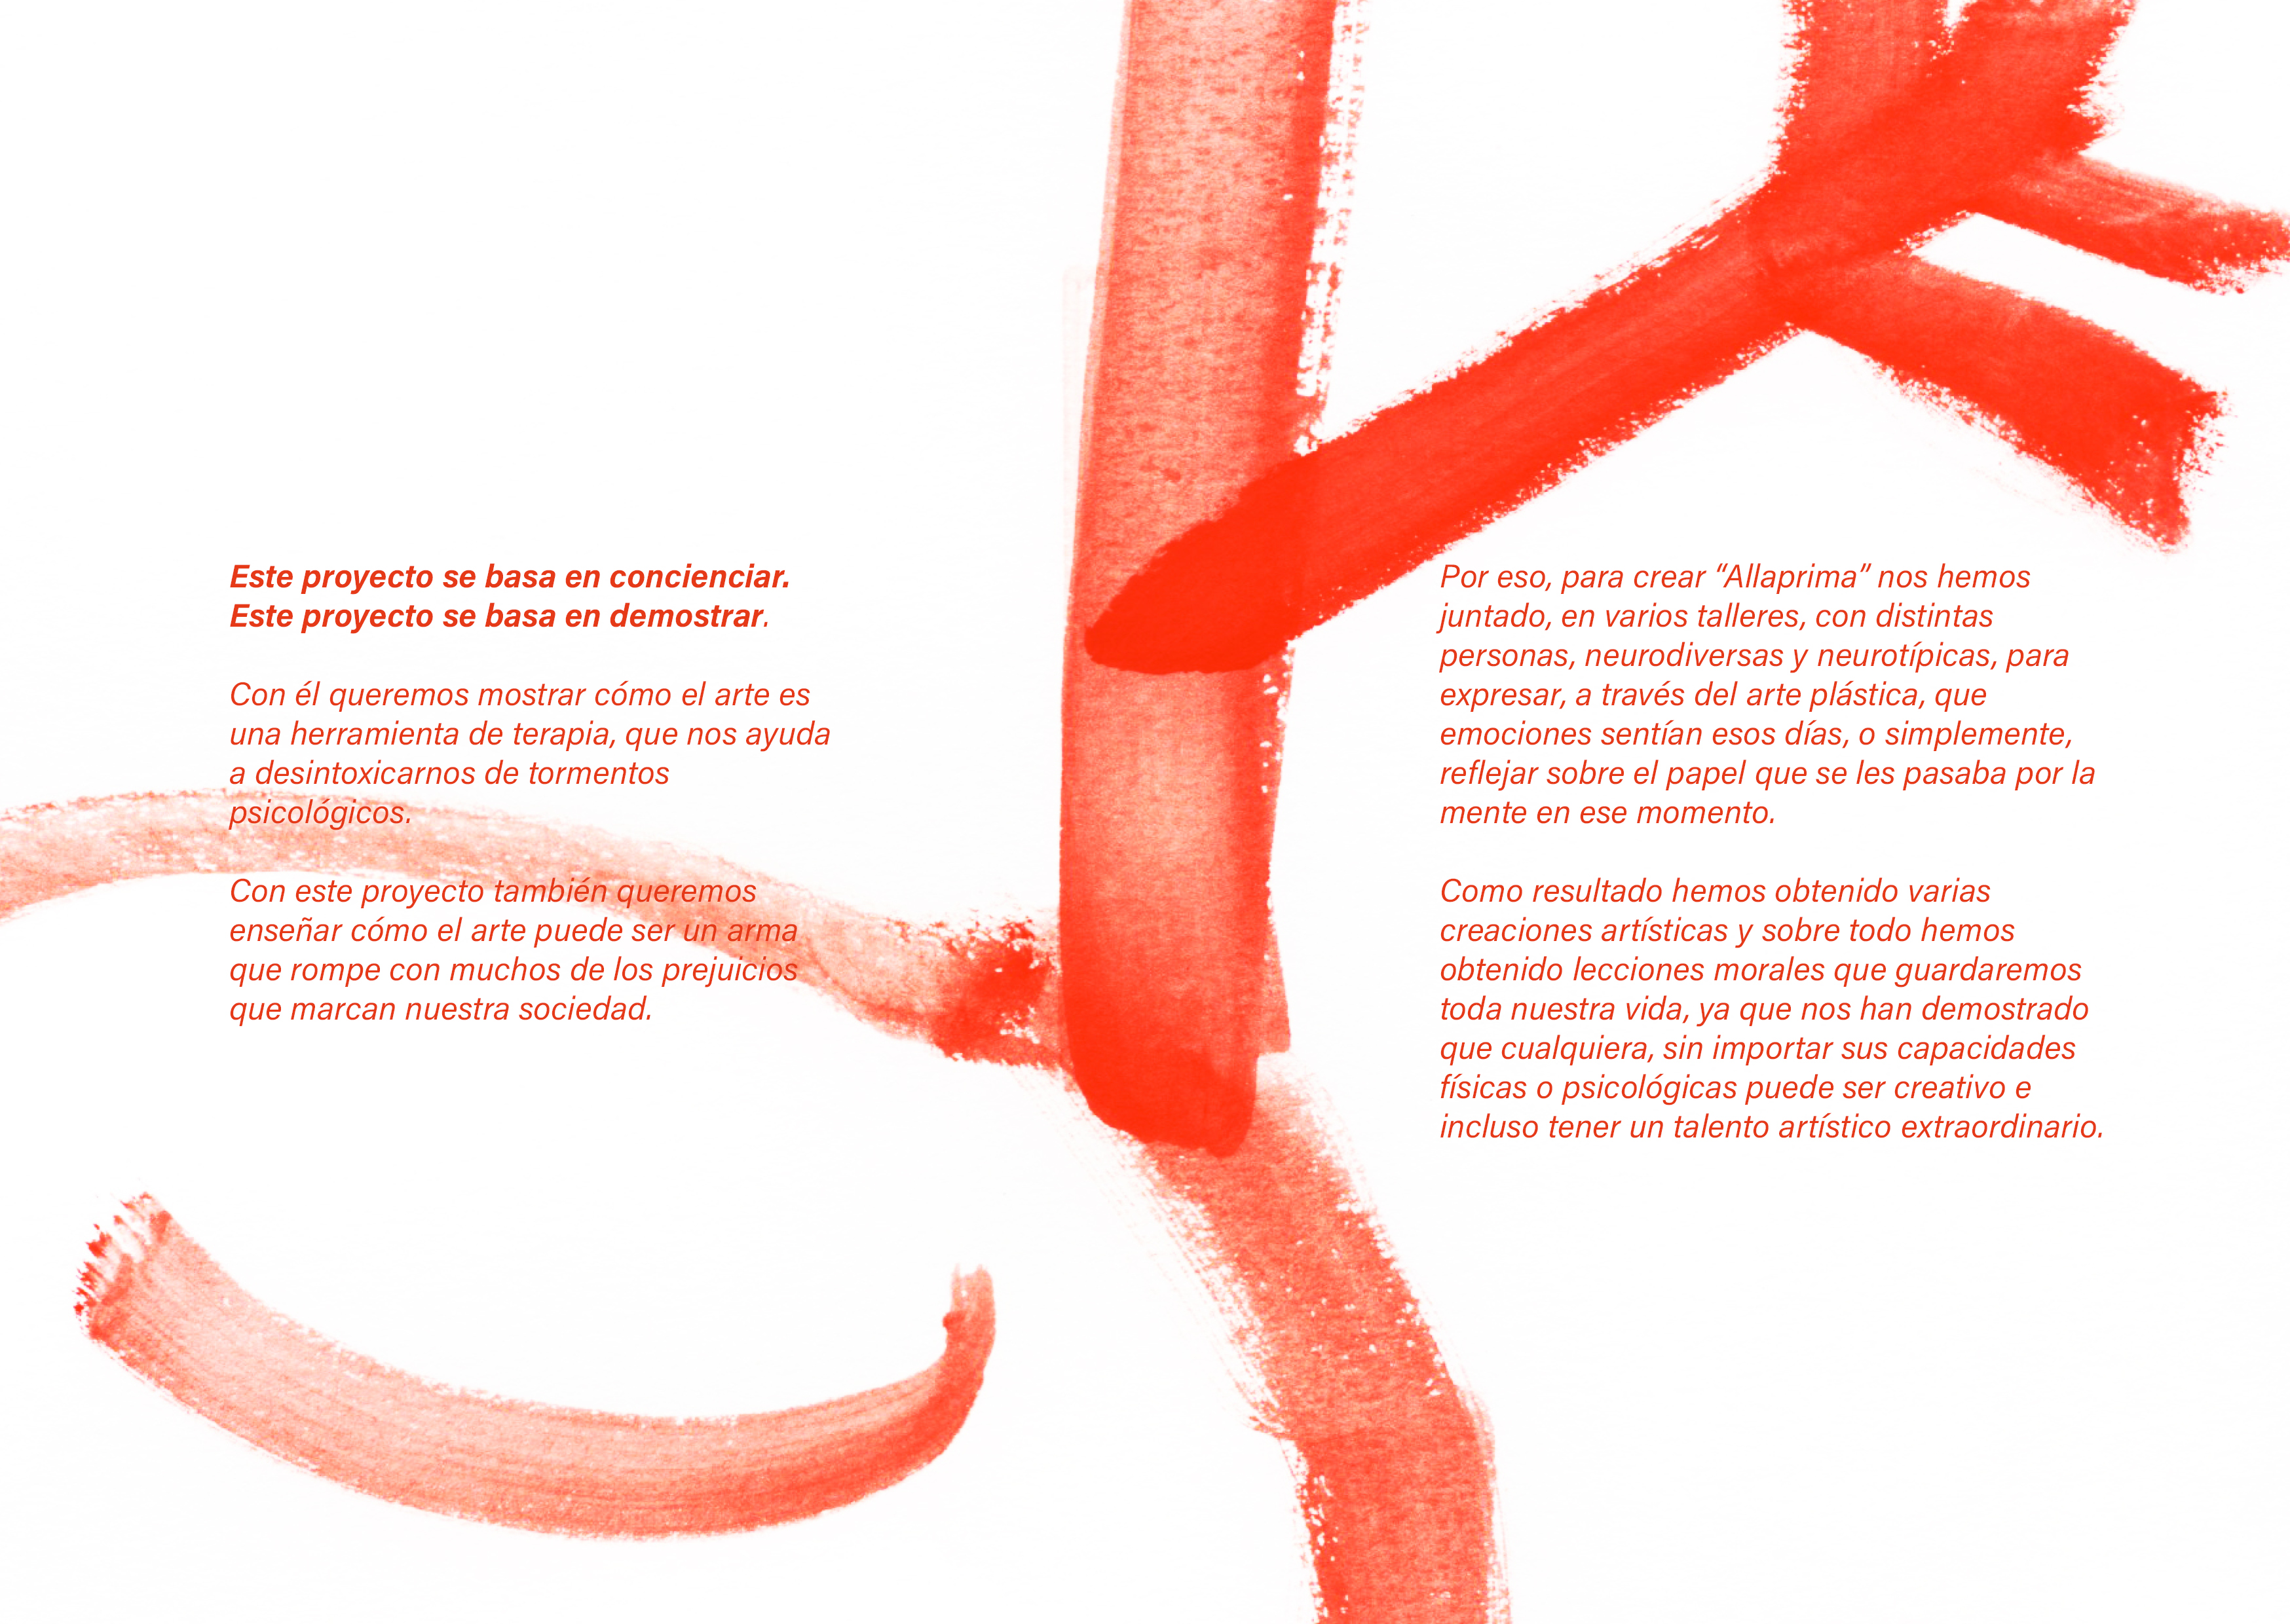 Este proyecto se basa en concienciar.
Este proyecto se basa en demostrar.
Con él queremos mostrar cómo el arte es
una herramienta de terapia, que nos ayuda
a desintoxicarnos de tormentos
psicológicos.
Con este proyecto también queremos
enseñar cómo el arte puede ser un arma
que rompe con muchos de los prejuicios
que marcan nuestra sociedad.
Por eso, para crear “Allaprima” nos hemos
juntado, en varios talleres, con distintas
personas, neurodiversas y neurotípicas, para
expresar, a través del arte plástica, que
emociones sentían esos días, o simplemente,
reflejar sobre el papel que se les pasaba por la
mente en ese momento.
Como resultado hemos obtenido varias
creaciones artísticas y sobre todo hemos
obtenido lecciones morales que guardaremos
toda nuestra vida, ya que nos han demostrado
que cualquiera, sin importar sus capacidades
físicas o psicológicas puede ser creativo e
incluso tener un talento artístico extraordinario.